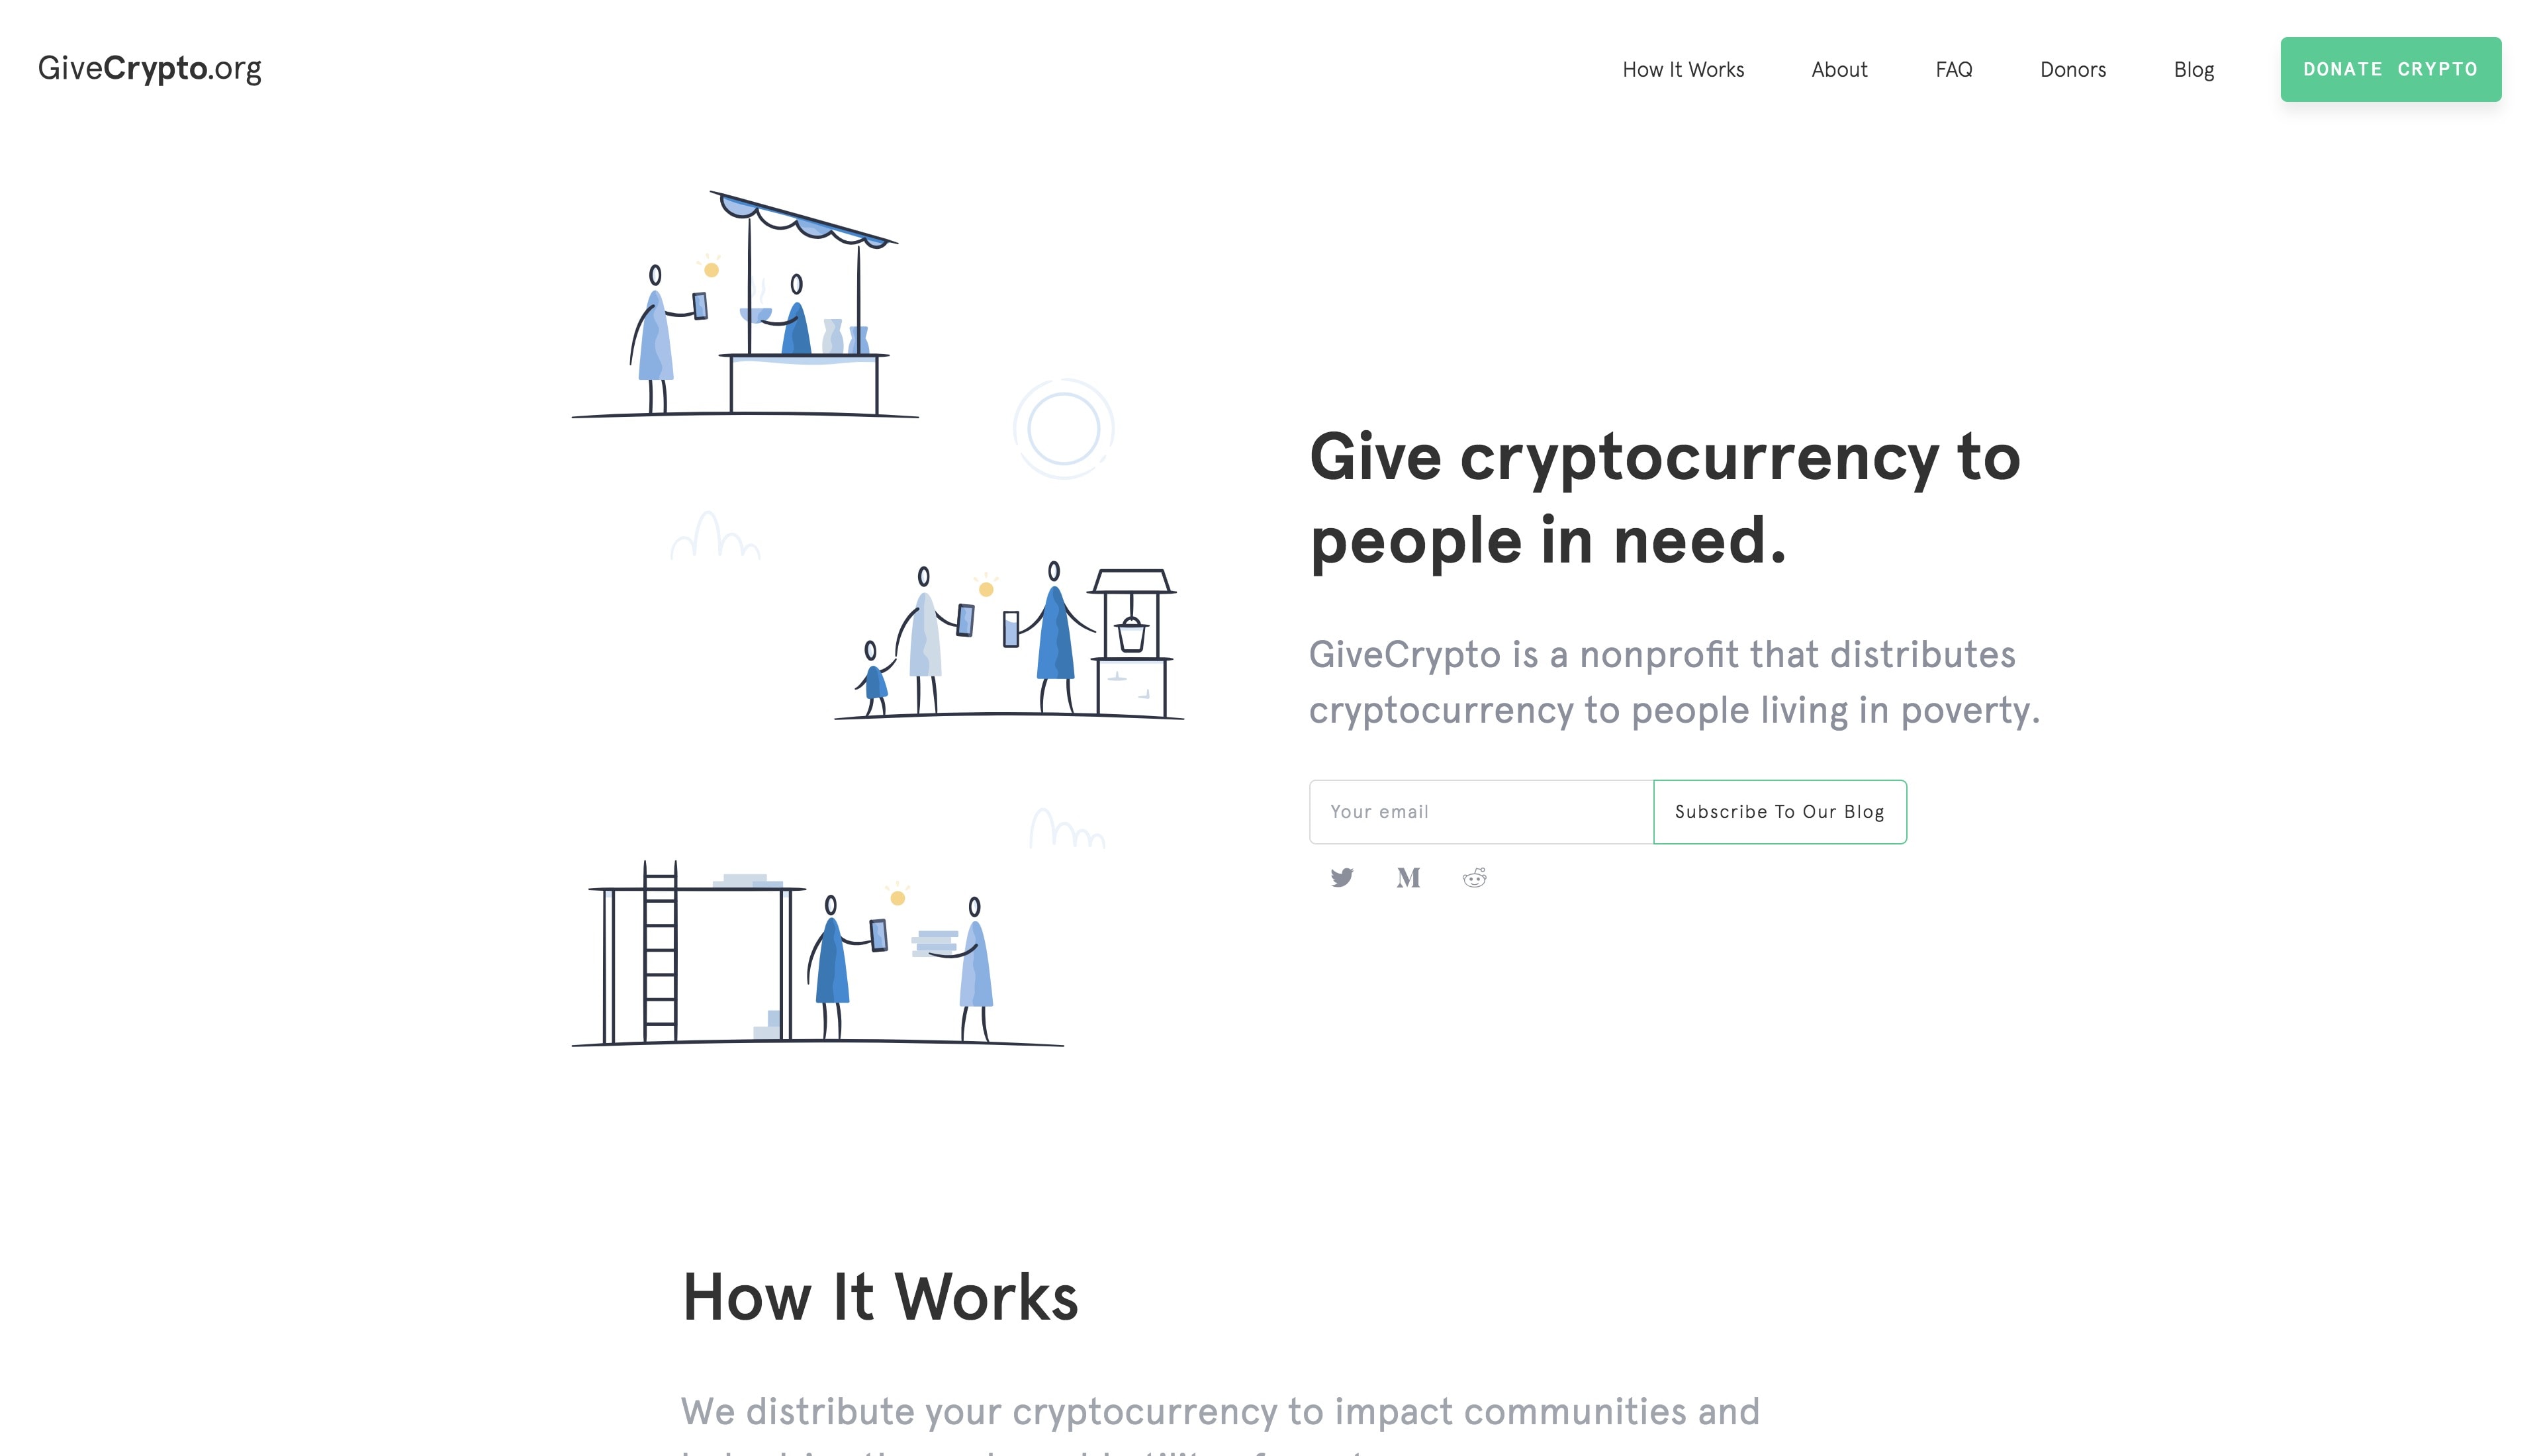 GiveCrypto.org
How It Works
About
FAQ
Donors
Blog
DONATE CRYPTO
Give cryptocurrency to
people in need.
GiveCrypto is a nonprofit that distributes
cryptocurrency to people living in poverty.
Your email
Subscribe To Our Blog
How It Works
We distribute your cryptocurrency to impact communities and